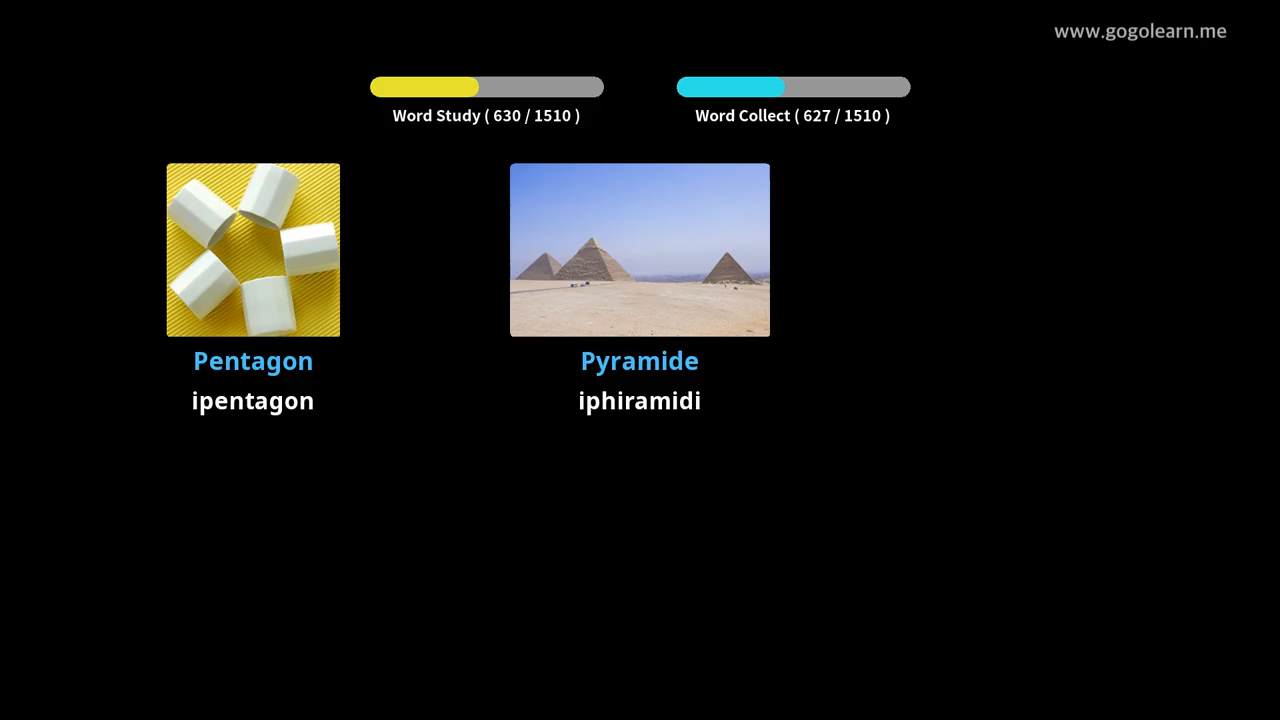 www.gogolearn.me
Word Study ( 630 / 1510 )
Word Collect ( 627 / 1510 )
Pentagon
ipentagon
Pyramide
iphiramidi